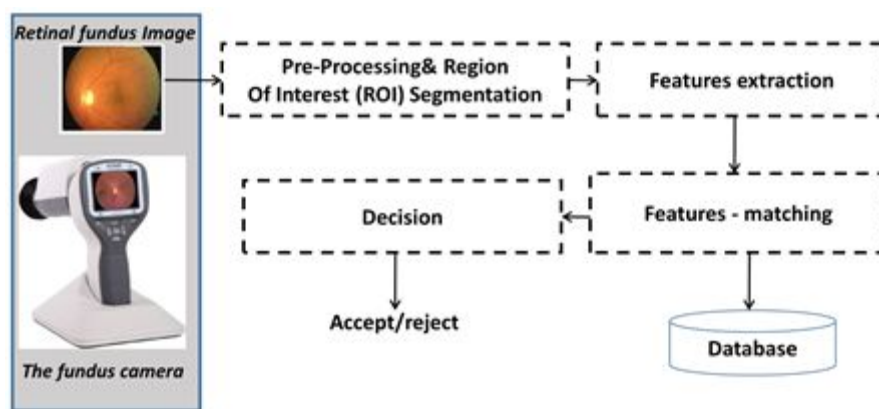 Retinal fundus Image
Pre-Processing& Region
Of Interest (ROI) Segmentation
Features extraction
Decision
Features - matching
Accept/reject
Database
The fundus camera